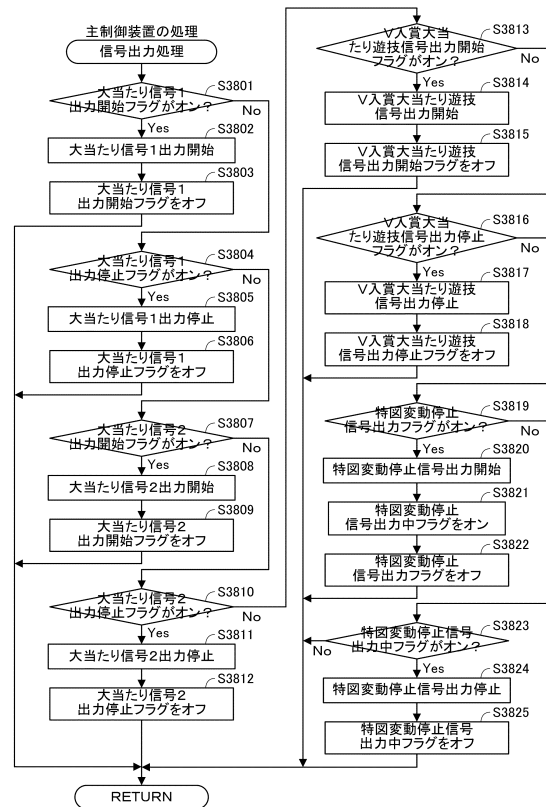 主制御装置の処理
信号出力処理
S3801
大当たり信号1
出力開始フラグがオン？
No
Yes
S3802
大当たり信号1出力開始
S3803
大当たり信号1
出力開始フラグをオフ
S3804
大当たり信号1
出力停止フラグがオン？
No
Yes
S3805
大当たり信号1出力停止
S3806
大当たり信号1
出力停止フラグをオフ
S3807
大当たり信号2
出力開始フラグがオン？
No
Yes
S3808
大当たり信号2出力開始
S3809
大当たり信号2
出力開始フラグをオフ
S3810
大当たり信号2
出力停止フラグがオン？
No
Yes
S3811
大当たり信号2出力停止
S3812
大当たり信号2
出力停止フラグをオフ
RETURN
S3813
V入賞大当
たり遊技信号出力開始
フラグがオン？
No
Yes
S3814
V入賞大当たり遊技
信号出力開始
S3815
V入賞大当たり遊技
信号出力開始フラグをオフ
S3816
V入賞大当
たり遊技信号出力停止
フラグがオン？
No
Yes
S3817
V入賞大当たり遊技
信号出力停止
S3818
V入賞大当たり遊技
信号出力停止フラグをオフ
S3819
特図変動停止
信号出力フラグがオン？
No
Yes
S3820
特図変動停止信号出力開始
S3821
特図変動停止
信号出力中フラグをオン
S3822
特図変動停止
信号出力フラグをオフ
S3823
特図変動停止信号
出力中フラグがオン？
No
Yes
S3824
特図変動停止信号出力停止
S3825
特図変動停止信号
出力中フラグをオフ